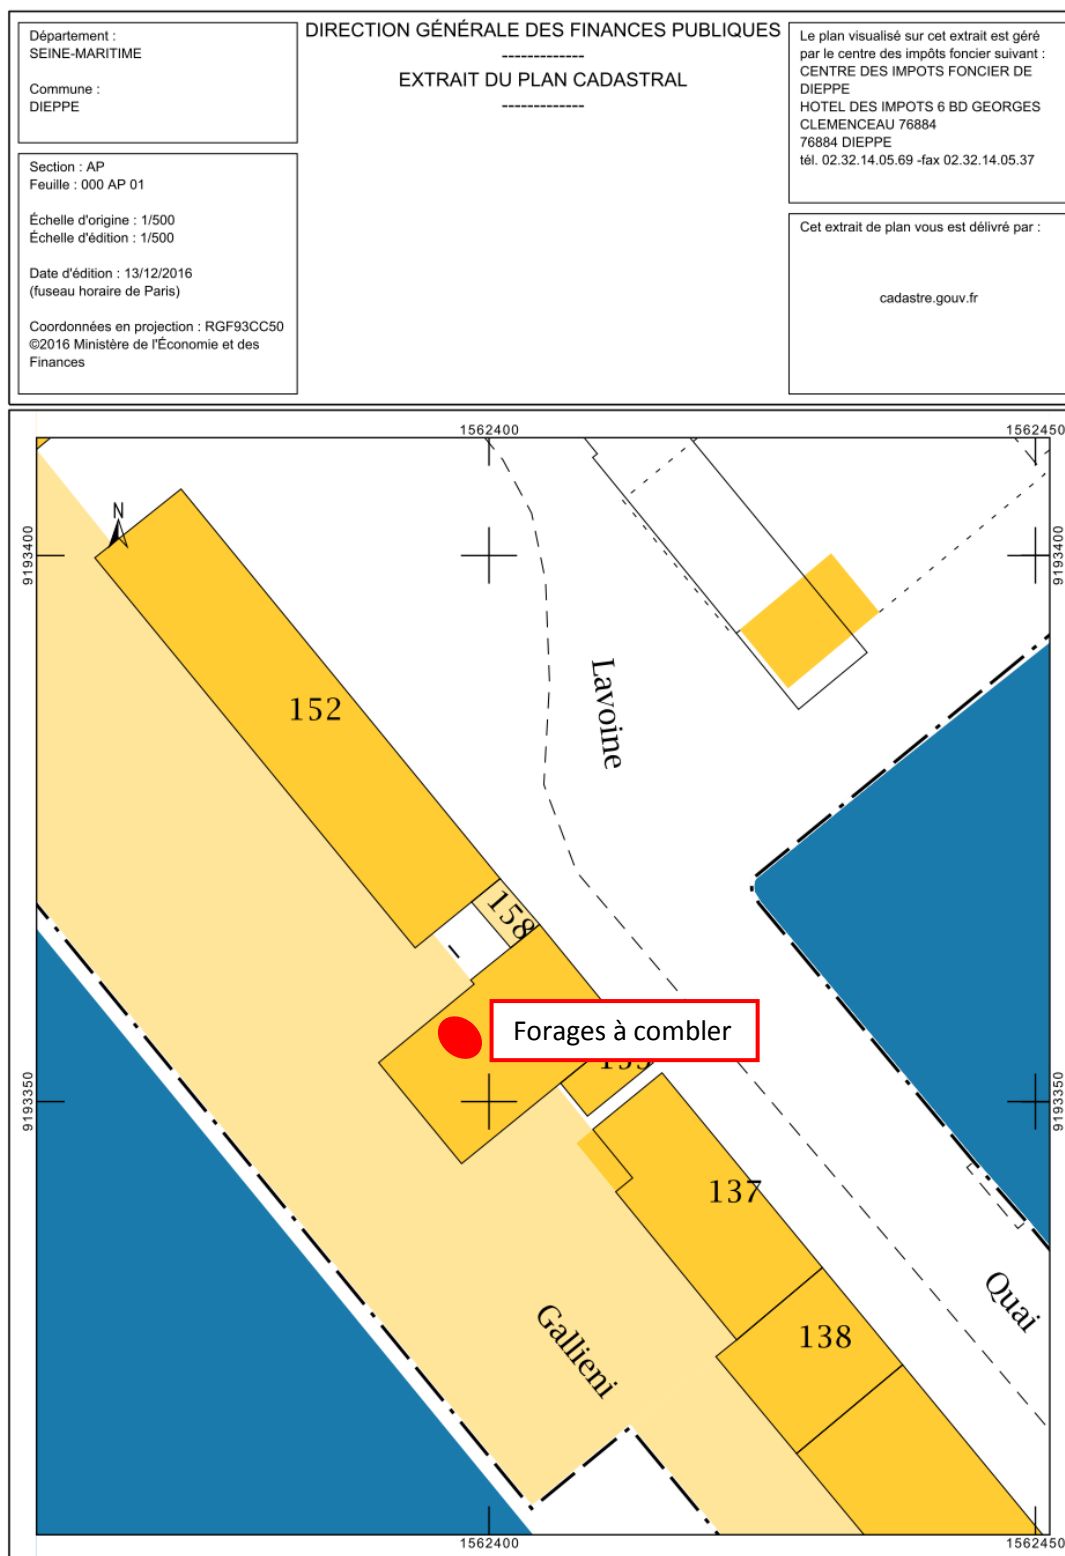 Département :
SEINE-MARITIME
Commune :
DIEPPE
Section : AP
Feuille : 000 AP 01
Échelle d'origine : 1/500
Échelle d'édition : 1/500
Date d'édition : 13/12/2016
(fuseau horaire de Paris)
Coordonnées en projection : RGF93CC50
©2016 Ministère de l'Économie et des
Finances
DIRECTION GÉNÉRALE DES FINANCES PUBLIQUES
-------------
EXTRAIT DU PLAN CADASTRAL
-------------
Le plan visualisé sur cet extrait est géré
par le centre des impôts foncier suivant :
CENTRE DES IMPOTS FONCIER DE
DIEPPE
HOTEL DES IMPOTS 6 BD GEORGES
CLEMENCEAU 76884
76884 DIEPPE
tél. 02.32.14.05.69 -fax 02.32.14.05.37
Cet extrait de plan vous est délivré par :
cadastre.gouv.fr
1562400
1562450
N
9193400
9193400
Lavoine
152
158
Forages à combler
9193350
9193350
137
Quai
138
Gallieni
1562400
1562450